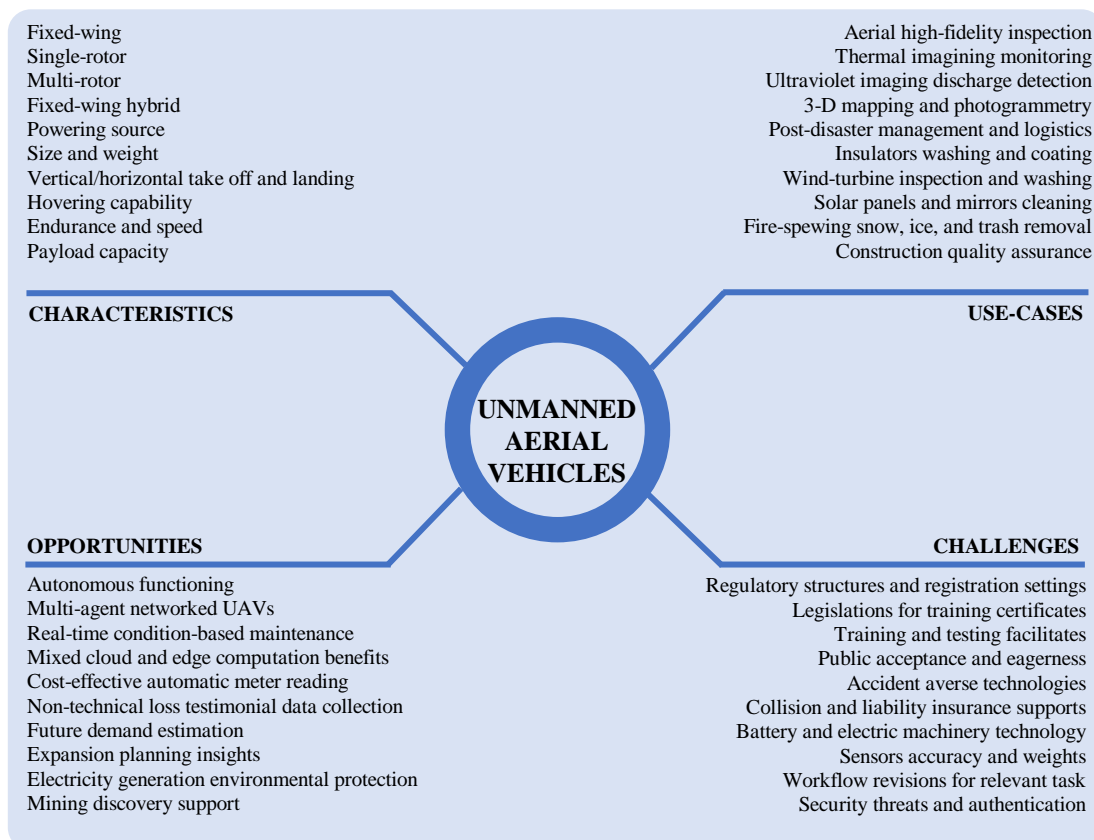 Fixed-wing
Single-rotor
Multi-rotor
Fixed-wing hybrid
Powering source
Size and weight
Vertical/horizontal take off and landing
Hovering capability
Endurance and speed
Payload capacity
CHARACTERISTICS
Aerial high-fidelity inspection
Thermal imagining monitoring
Ultraviolet imaging discharge detection
3-D mapping and photogrammetry
Post-disaster management and logistics
Insulators washing and coating
Wind-turbine inspection and washing
Solar panels and mirrors cleaning
Fire-spewing snow, ice, and trash removal
Construction quality assurance
USE-CASES
UNMANNED
AERIAL
VEHICLES
OPPORTUNITIES
Autonomous functioning
Multi-agent networked UAVs
Real-time condition-based maintenance
Mixed cloud and edge computation benefits
Cost-effective automatic meter reading
Non-technical loss testimonial data collection
Future demand estimation
Expansion planning insights
Electricity generation environmental protection
Mining discovery support
CHALLENGES
Regulatory structures and registration settings
Legislations for training certificates
Training and testing facilitates
Public acceptance and eagerness
Accident averse technologies
Collision and liability insurance supports
Battery and electric machinery technology
Sensors accuracy and weights
Workflow revisions for relevant task
Security threats and authentication